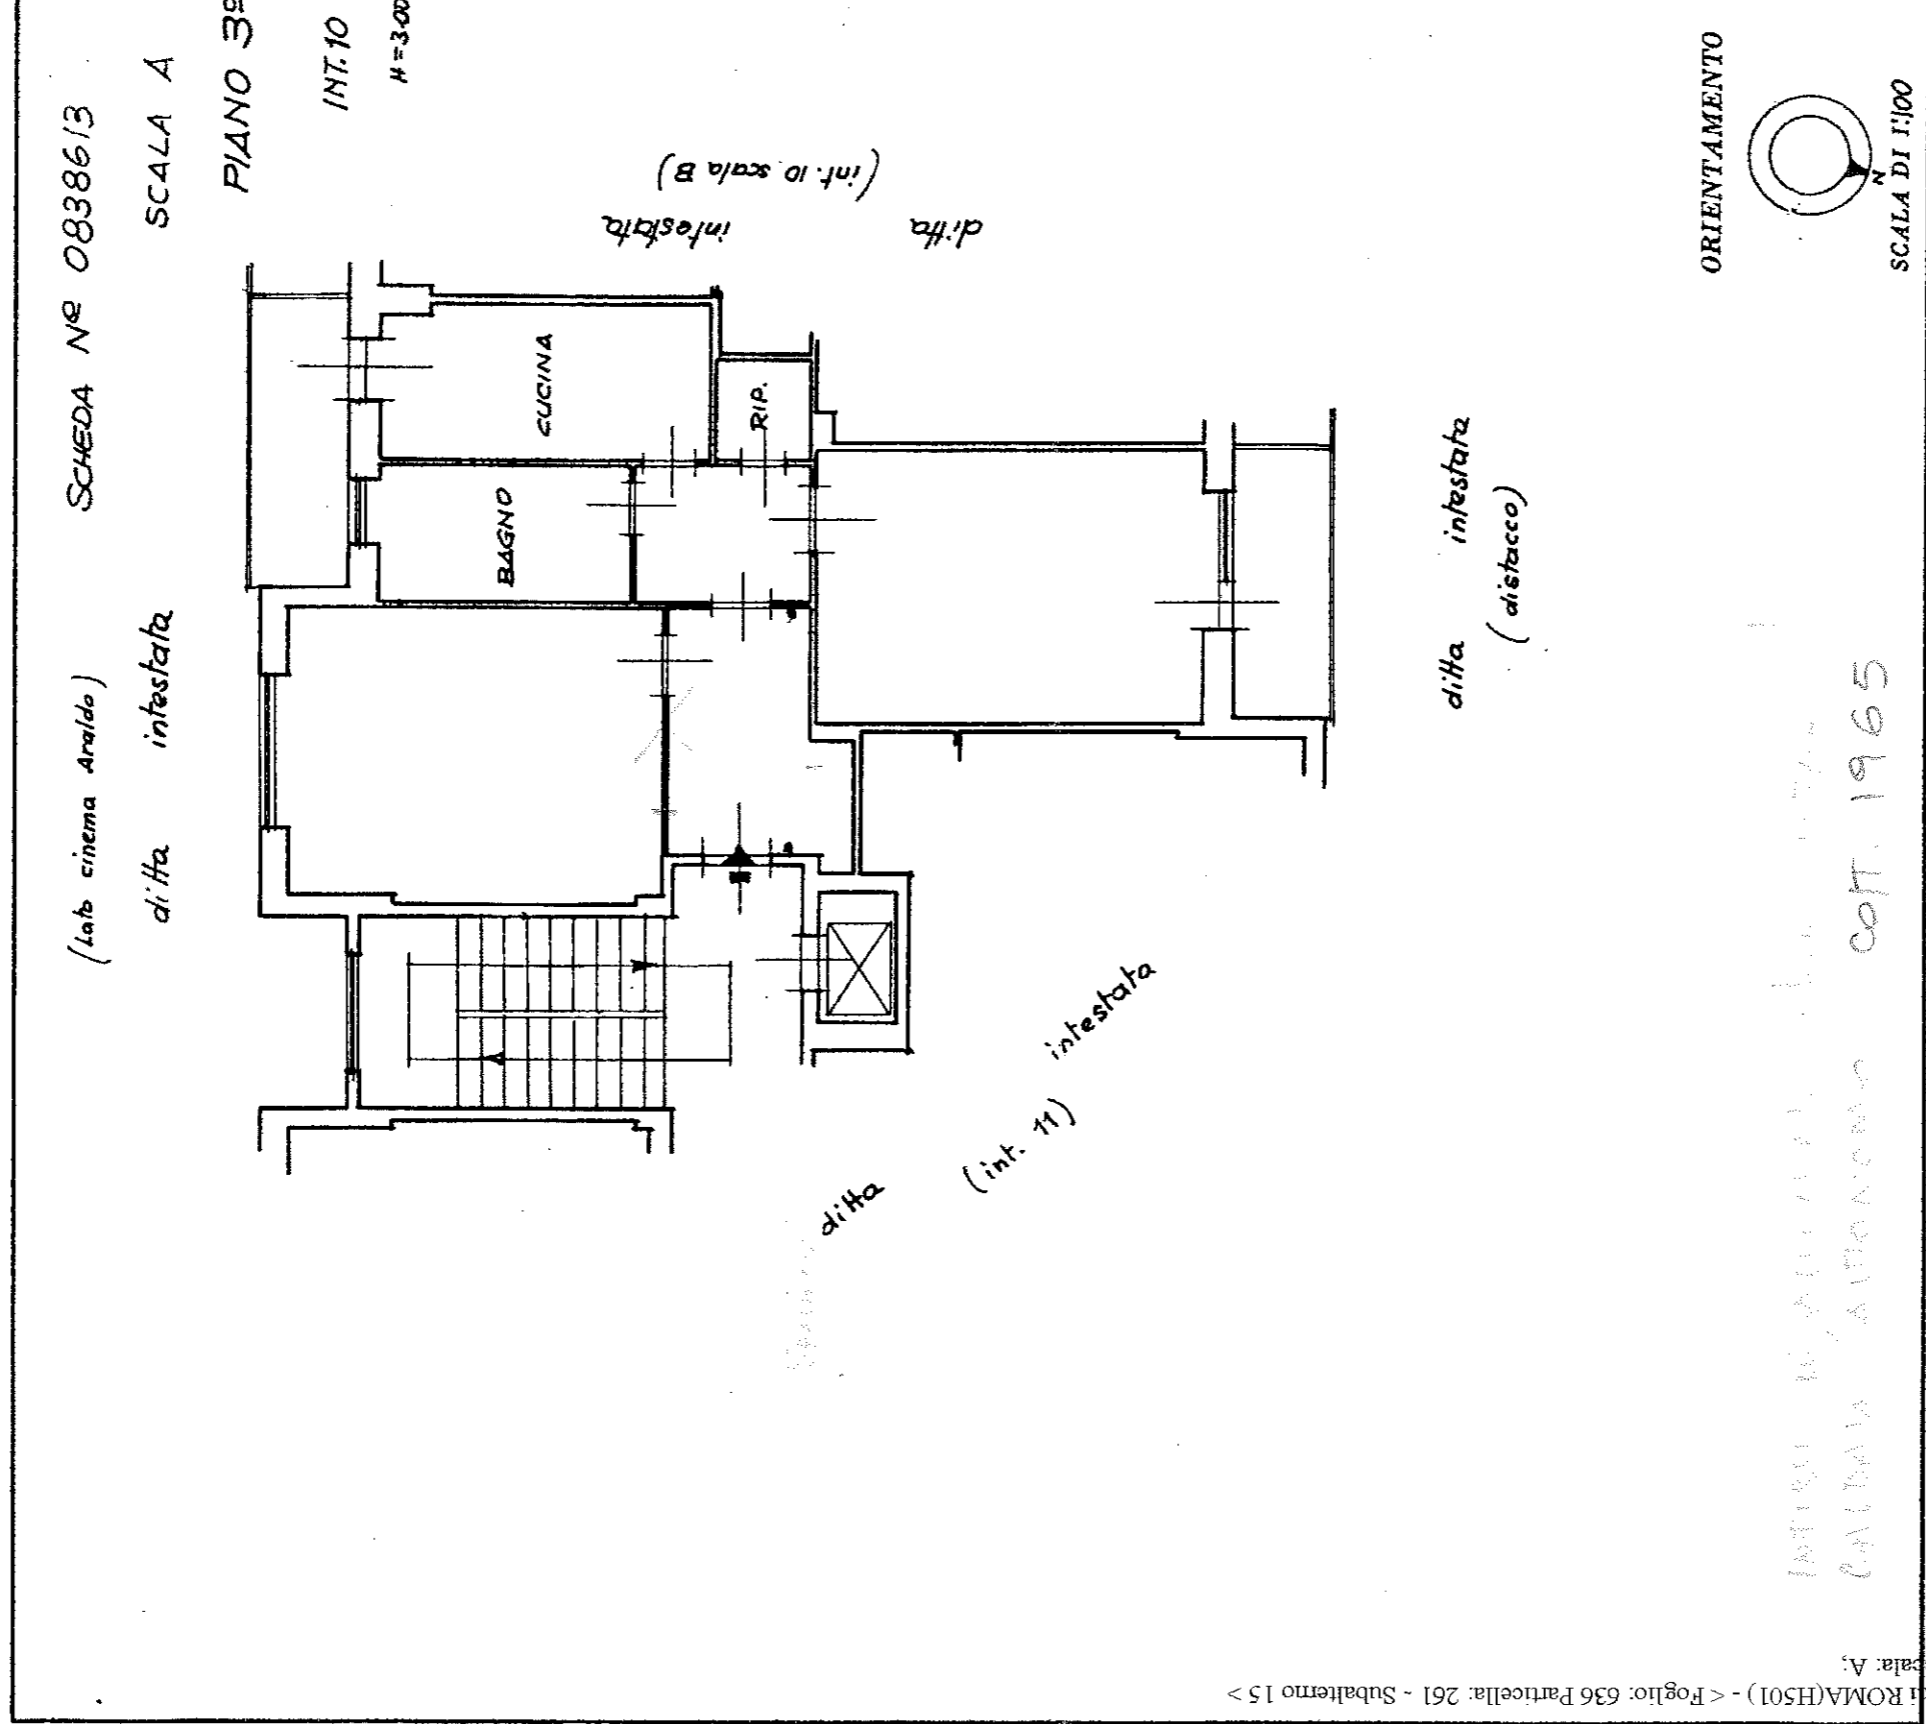 SCHEDA Nº 0838613
SCALA A
PIANO 3º
INT. 10
H=3.00
(Lato cinema Araldo)
ditta intestata
CUCINA
BAGNO
RIP.
ditta intestata
(int. 10 scala B)
ditta intestata
(distacco)
ditta intestata
(int. 11)
ORIENTAMENTO
N
SCALA DI 1:100
COIT. 1965
i ROMA(H501) - < Foglio: 636 Particella: 261 - Subalterno 15 >
cala: A;